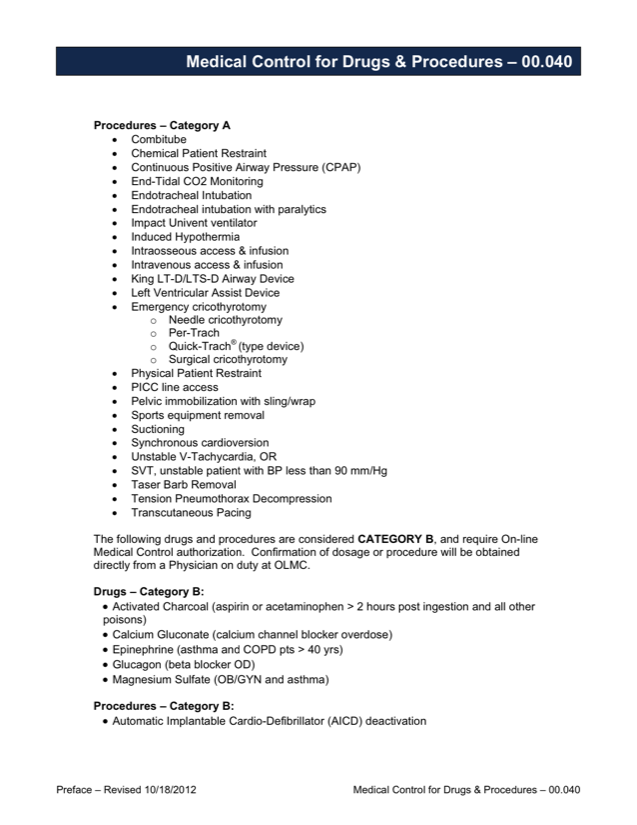 Medical Control for Drugs & Procedures – 00.040
Procedures – Category A
• Combitube
• Chemical Patient Restraint
• Continuous Positive Airway Pressure (CPAP)
• End-Tidal CO2 Monitoring
• Endotracheal Intubation
• Endotracheal intubation with paralytics
• Impact Univent ventilator
• Induced Hypothermia
• Intraosseous access & infusion
• Intravenous access & infusion
• King LT-D/LTS-D Airway Device
• Left Ventricular Assist Device
• Emergency cricothyrotomy
o Needle cricothyrotomy
o Per-Trach
o Quick-Trach® (type device)
o Surgical cricothyrotomy
• Physical Patient Restraint
• PICC line access
• Pelvic immobilization with sling/wrap
• Sports equipment removal
• Suctioning
• Synchronous cardioversion
• Unstable V-Tachycardia, OR
• SVT, unstable patient with BP less than 90 mm/Hg
• Taser Barb Removal
• Tension Pneumothorax Decompression
• Transcutaneous Pacing
The following drugs and procedures are considered CATEGORY B, and require On-line
Medical Control authorization. Confirmation of dosage or procedure will be obtained
directly from a Physician on duty at OLMC.
Drugs – Category B:
• Activated Charcoal (aspirin or acetaminophen > 2 hours post ingestion and all other
poisons)
• Calcium Gluconate (calcium channel blocker overdose)
• Epinephrine (asthma and COPD pts > 40 yrs)
• Glucagon (beta blocker OD)
• Magnesium Sulfate (OB/GYN and asthma)
Procedures – Category B:
• Automatic Implantable Cardio-Defibrillator (AICD) deactivation
Preface – Revised 10/18/2012 Medical Control for Drugs & Procedures – 00.040